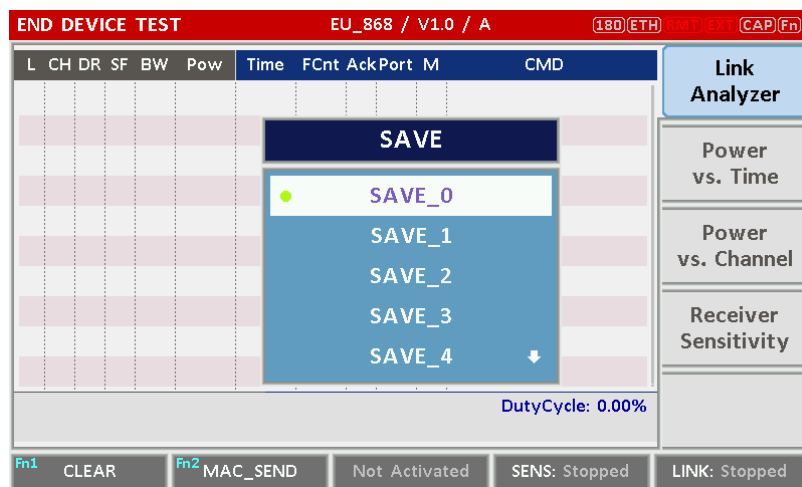 END DEVICE TEST EU_868 / V1.0 / A 180 ETH RMT EXT CAP Fn
L CH DR SF BW Pow Time FCnt Ack Port M CMD
Link
Analyzer
Power
vs. Time
Power
vs. Channel
Receiver
Sensitivity
SAVE
SAVE_0
SAVE_1
SAVE_2
SAVE_3
SAVE_4
DutyCycle: 0.00%
Fn1 CLEAR Fn2 MAC_SEND Not Activated SENS: Stopped LINK: Stopped